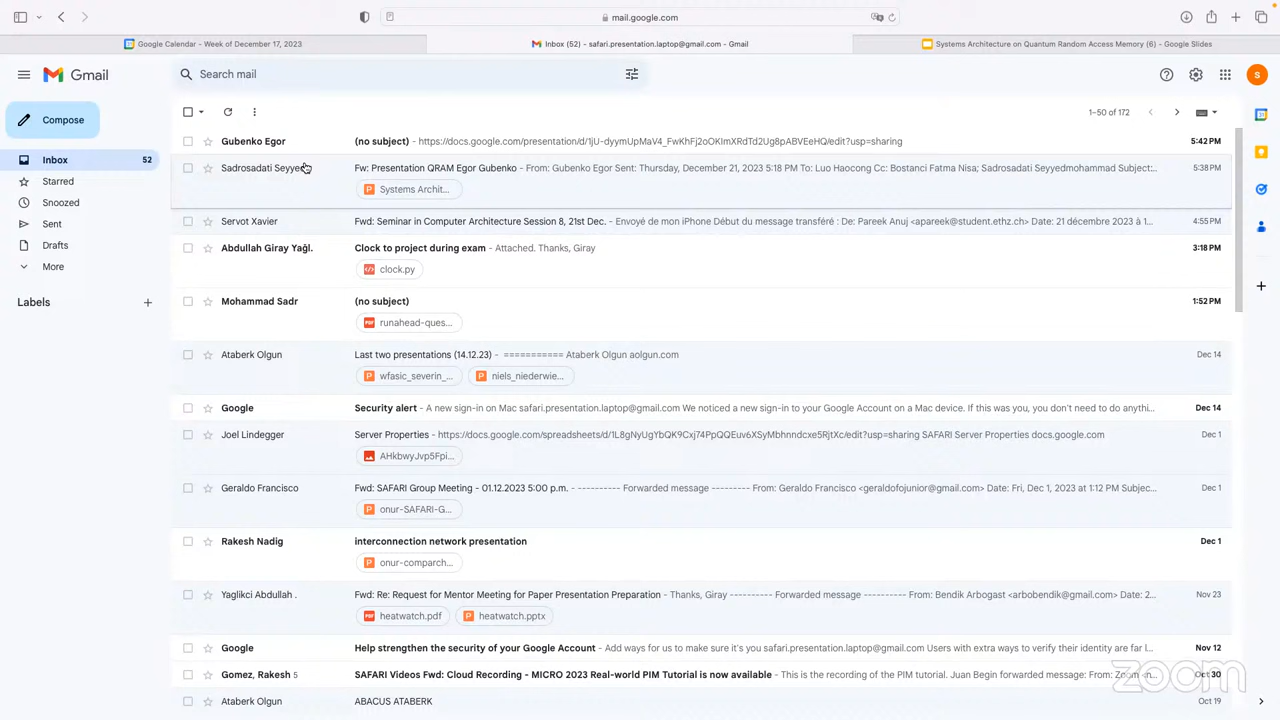 mail.google.com
Google Calendar - Week of December 17, 2023
Inbox (52) - safari.presentation.laptop@gmail.com - Gmail
Systems Architecture on Quantum Random Access Memory (6) - Google Slides
Gmail
Search mail
S
Compose
1–50 of 172
Inbox 52
Starred
Snoozed
Sent
Drafts
More
Labels
Gubenko Egor (no subject) - https://docs.google.com/presentation/d/1jU-dyymUpMaV4_FwKhFj2oOKImXRdTd2Ug8pABVEeHQ/edit?usp=sharing 5:42 PM
Sadrosadati Fw: Presentation QRAM Egor Gubenko - From: Gubenko Egor Sent: Thursday, December 21, 2023 5:18 PM To: Luo Haocong Cc: Bostanci Fatma Nisa; Sadrosadati Seyyedmohammad Subject:... 5:38 PM
Systems Archit...
Servot Xavier Fwd: Seminar in Computer Architecture Session 8, 21st Dec. - Envoyé de mon iPhone Début du message transféré : De: Pareek Anuj <apareek@student.ethz.ch> Date: 21 décembre 2023 à 1... 4:55 PM
Abdullah Giray Yağl. Clock to project during exam - Attached. Thanks, Giray 3:18 PM
clock.py
Mohammad Sadr (no subject) 1:52 PM
runahead-ques...
Ataberk Olgun Last two presentations (14.12.23) - =========== Ataberk Olgun aolgun.com Dec 14
wfasic_severin_... niels_niederwie...
Google Security alert - A new sign-in on Mac safari.presentation.laptop@gmail.com We noticed a new sign-in to your Google Account on a Mac device. If this was you, you don't need to do anythi... Dec 14
Joel Lindegger Server Properties - https://docs.google.com/spreadsheets/d/1L8gNyUgYbQK9Cxj74PpQQEuv6XSyMbhnndcxe5RjtXc/edit?usp=sharing SAFARI Server Properties docs.google.com Dec 1
AHkbwyJvp5Fpi...
Geraldo Francisco Fwd: SAFARI Group Meeting - 01.12.2023 5:00 p.m. - ---------- Forwarded message --------- From: Geraldo Francisco <geraldofojunior@gmail.com> Date: Fri, Dec 1, 2023 at 1:12 PM Subjec... Dec 1
onur-SAFARI-G...
Rakesh Nadig interconnection network presentation Dec 1
onur-comparch...
Yaglikci Abdullah . Fwd: Re: Request for Mentor Meeting for Paper Presentation Preparation - Thanks, Giray ---------- Forwarded message ---------- From: Bendik Arbogast <arbobendik@gmail.com> Date: 2... Nov 23
heatwatch.pdf heatwatch.pptx
Google Help strengthen the security of your Google Account - Add ways for us to make sure it's you safari.presentation.laptop@gmail.com Users with extra ways to verify their identity are far l... Nov 12
Gomez, Rakesh 5 SAFARI Videos Fwd: Cloud Recording - MICRO 2023 Real-world PIM Tutorial is now available - This is the recording of the PIM tutorial. Juan Begin forwarded message: From: Zoom <n... Oct 30
Ataberk Olgun ABACUS ATABERK Oct 19
zoom